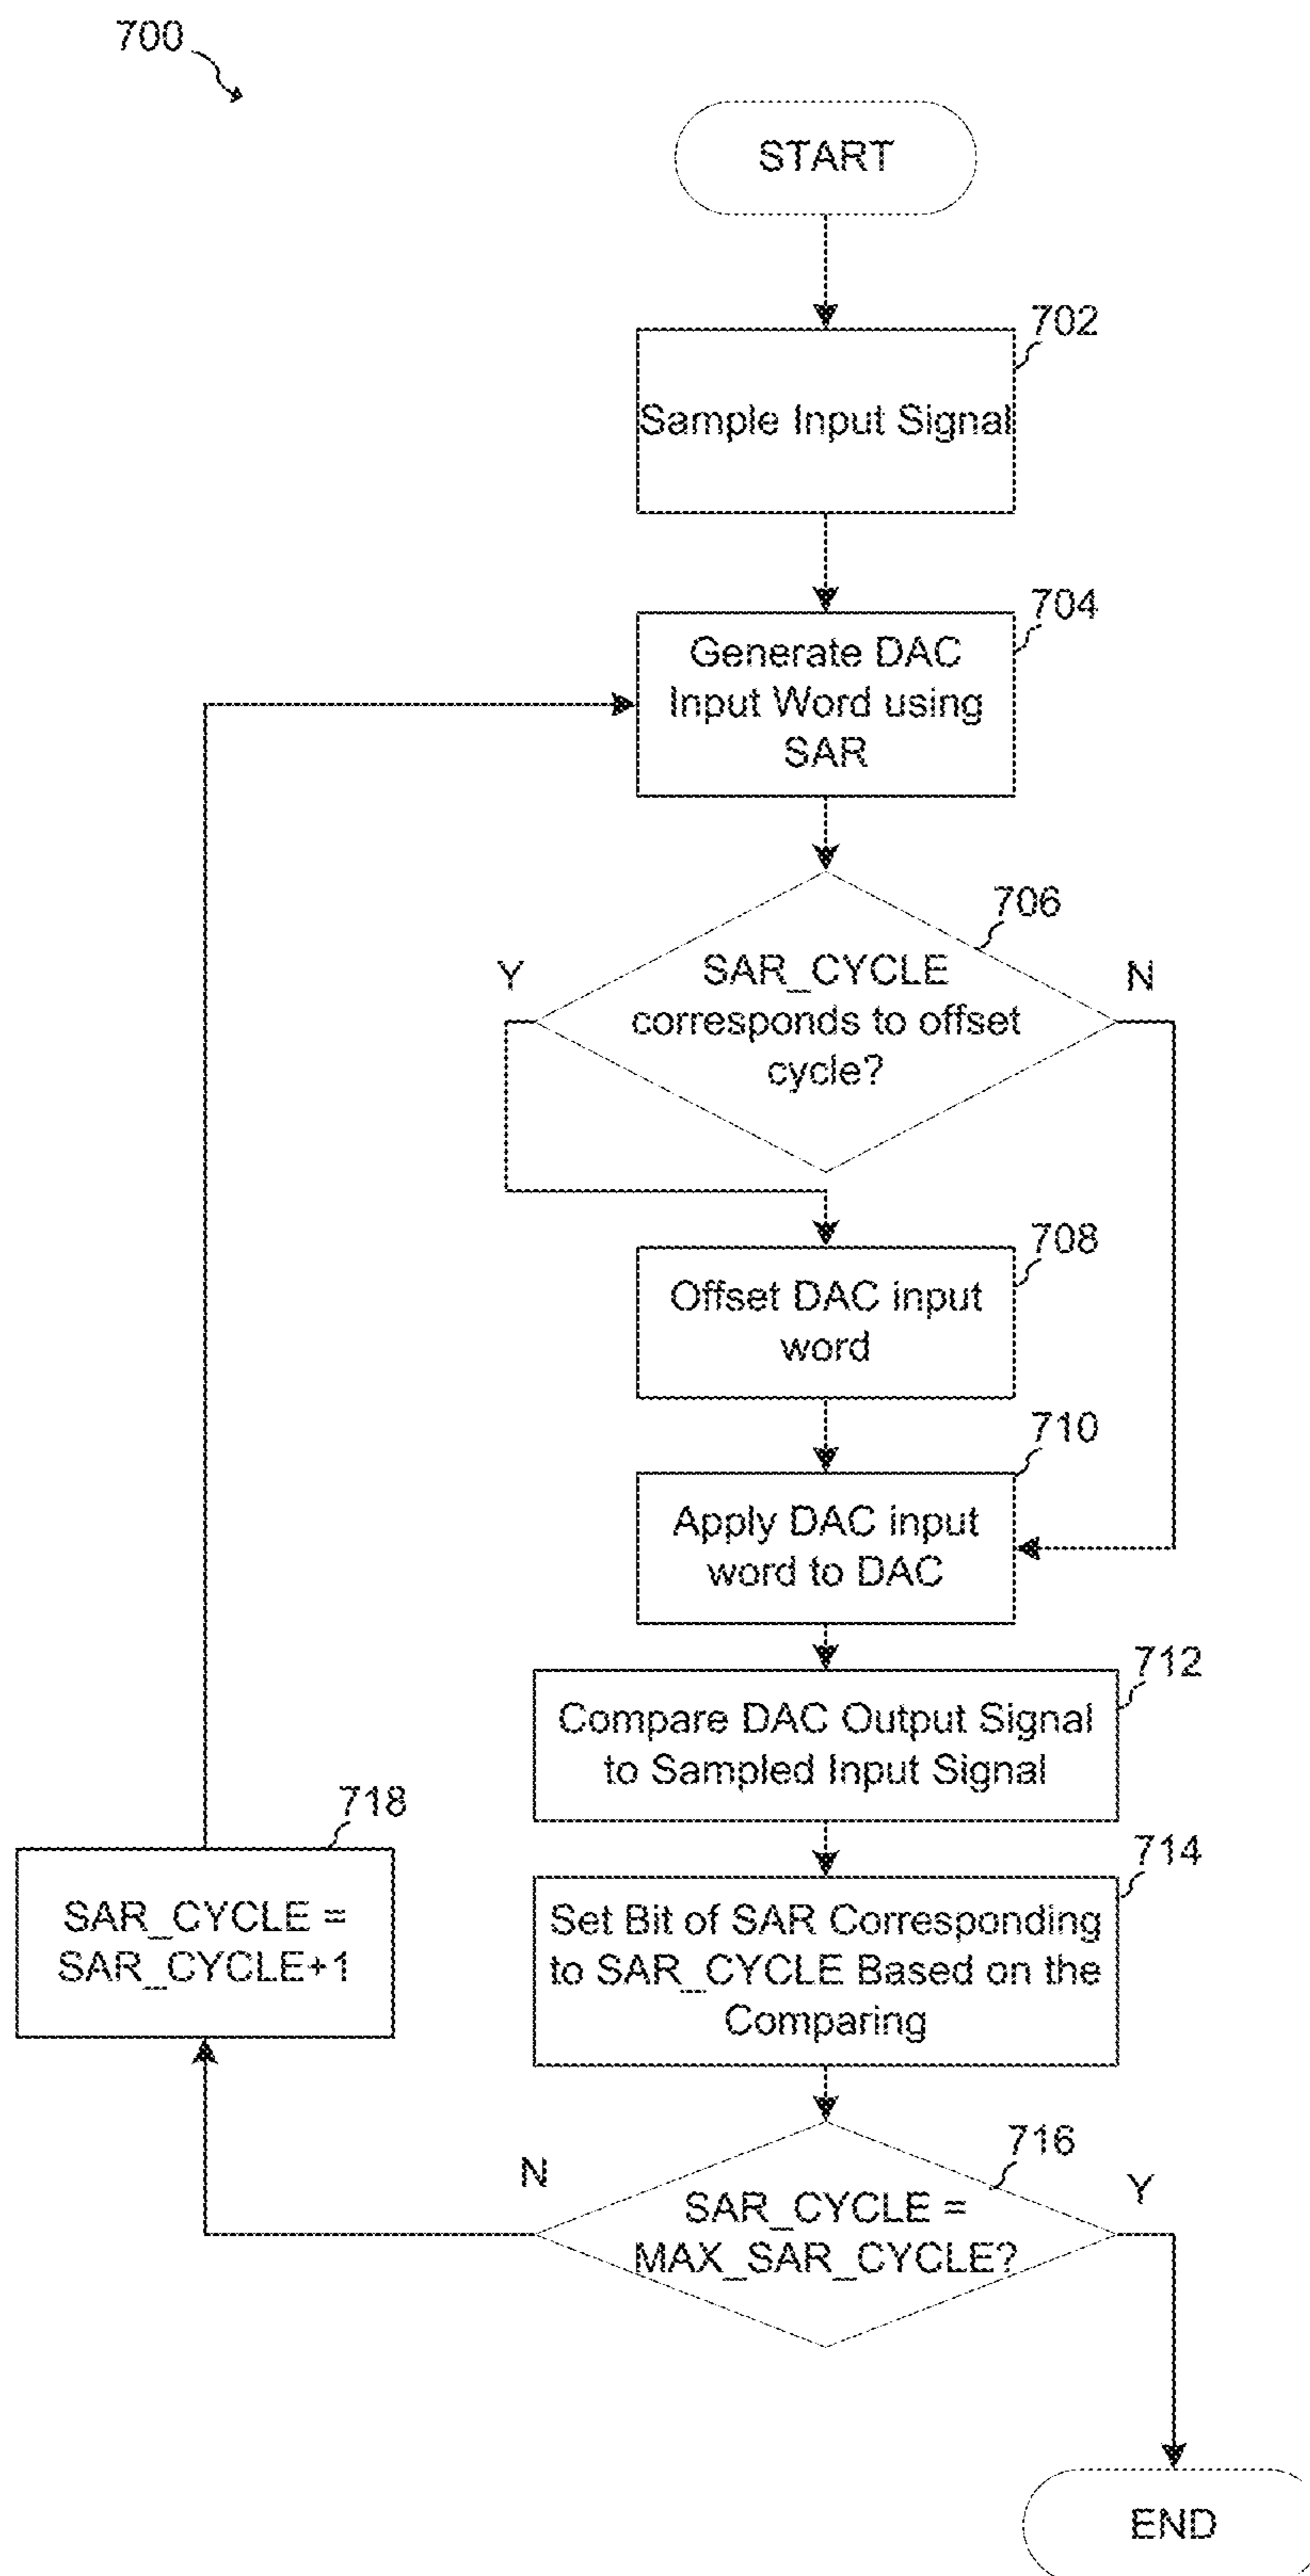 700
START
702
Sample Input Signal
704
Generate DAC
Input Word using
SAR
706
Y
N
SAR_CYCLE
corresponds to offset
cycle?
708
Offset DAC input
word
710
Apply DAC input
word to DAC
712
Compare DAC Output Signal
to Sampled Input Signal
714
Set Bit of SAR Corresponding
to SAR_CYCLE Based on the
Comparing
718
SAR_CYCLE =
SAR_CYCLE+1
716
N
Y
SAR_CYCLE =
MAX_SAR_CYCLE?
END